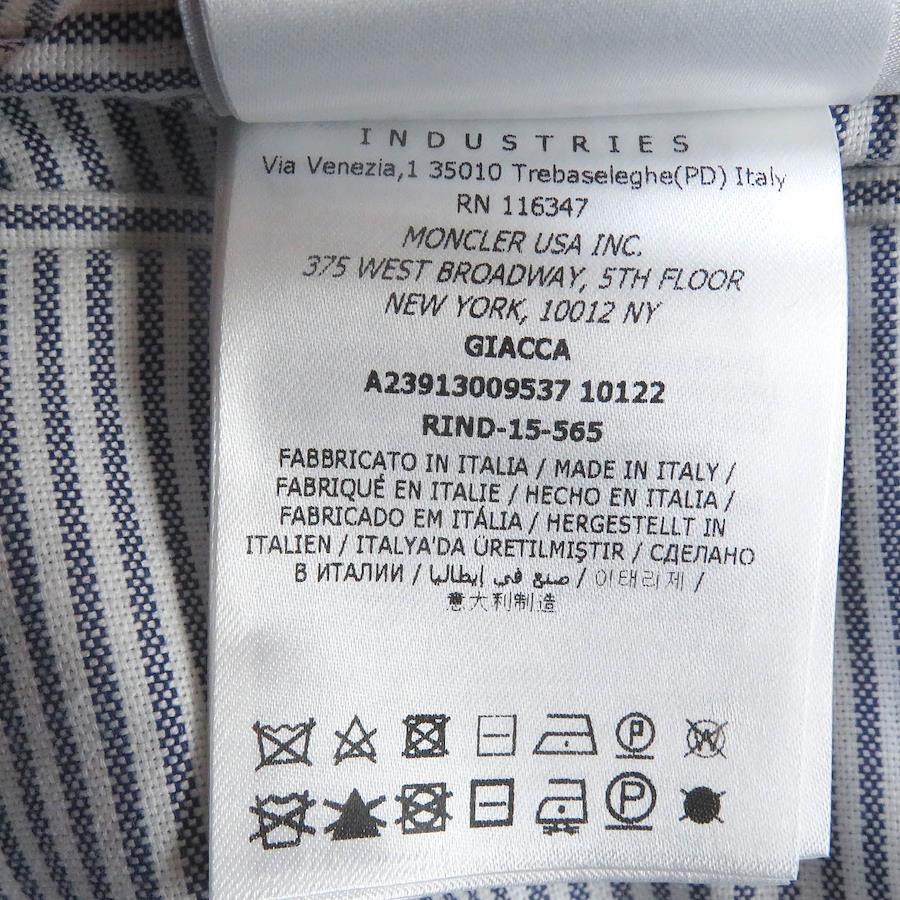 INDUSTRIES
Via Venezia,1 35010 Trebaseleghe(PD) Italy
RN 116347
MONCLER USA INC.
375 WEST BROADWAY, 5TH FLOOR
NEW YORK, 10012 NY
GIACCA
A23913009537 10122
RIND-15-565
FABBRICATO IN ITALIA / MADE IN ITALY /
FABRIQUÉ EN ITALIE / HECHO EN ITALIA /
FABRICADO EM ITÁLIA / HERGESTELLT IN
ITALIEN / ITALYA'DA ÜRETILMIŞTIR / СДЕЛАНО
В ИТАЛИИ / صنع في إيطاليا / 이태리제 /
意大利制造
P W
P